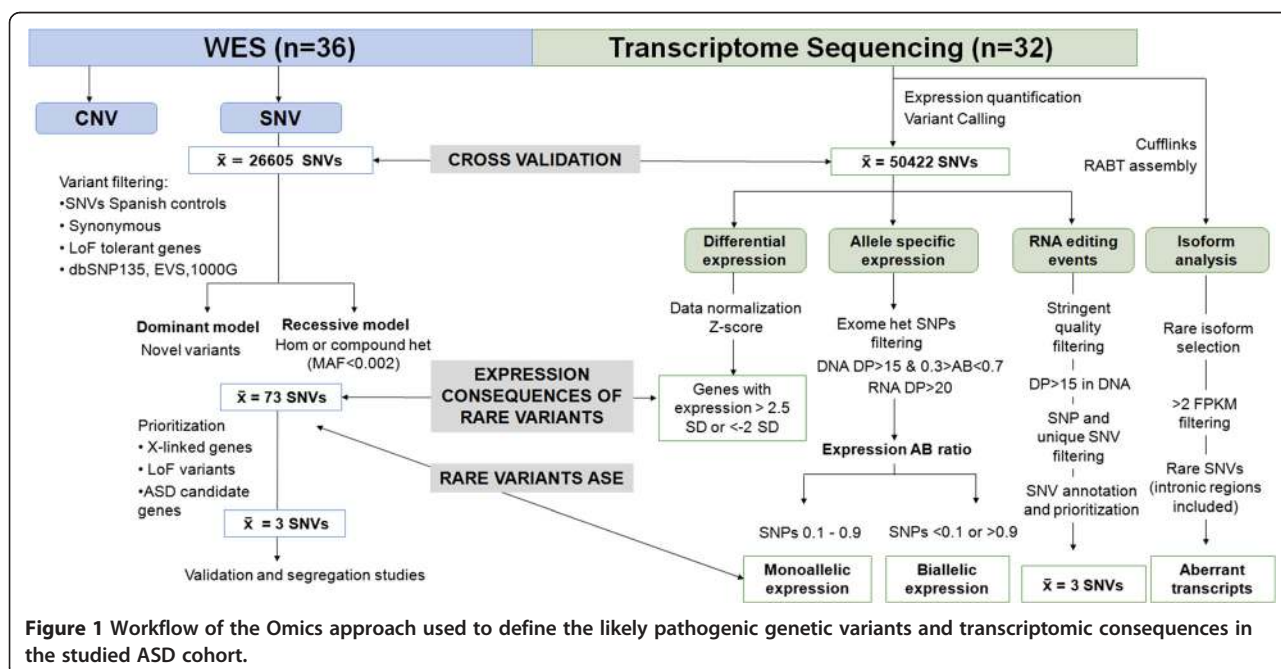 WES (n=36)
Transcriptome Sequencing (n=32)
CNV
SNV
x̄ = 26605 SNVs
CROSS VALIDATION
Expression quantification
Variant Calling
x̄ = 50422 SNVs
Cufflinks
RABT assembly
Variant filtering:
•SNVs Spanish controls
• Synonymous
• LoF tolerant genes
• dbSNP135, EVS,1000G
Dominant model
Novel variants
Recessive model
Hom or compound het
(MAF<0.002)
x̄ = 73 SNVs
EXPRESSION
CONSEQUENCES OF
RARE VARIANTS
Prioritization
• X-linked genes
• LoF variants
•ASD candidate
genes
RARE VARIANTS ASE
x̄ = 3 SNVs
Validation and segregation studies
Differential
expression
Data normalization
Z-score
Genes with
expression > 2.5
SD or <-2 SD
Allele specific
expression
Exome het SNPs
filtering
DNA DP>15 & 0.3>AB<0.7
RNA DP>20
Expression AB ratio
SNPs 0.1 - 0.9
SNPs <0.1 or >0.9
Monoallelic
expression
Biallelic
expression
RNA editing
events
Stringent
quality
filtering
DP>15 in DNA
SNP and
unique SNV
filtering
SNV annotation
and prioritization
x̄ = 3 SNVs
Isoform
analysis
Rare isoform
selection
>2 FPKM
filtering
Rare SNVs
(intronic regions
included)
Aberrant
transcripts
Figure 1 Workflow of the Omics approach used to define the likely pathogenic genetic variants and transcriptomic consequences in
the studied ASD cohort.